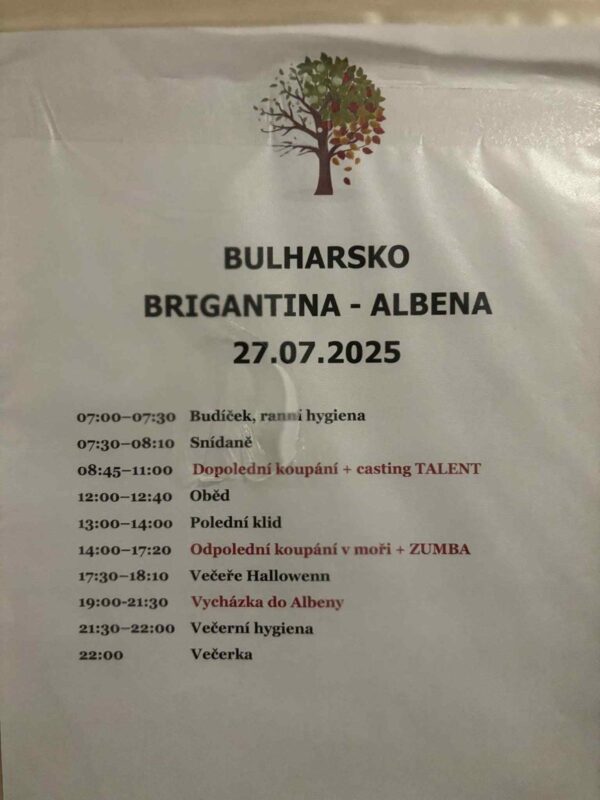 BULHARSKO
BRIGANTINA - ALBENA
27.07.2025
07:00–07:30 Budíček, ranní hygiena
07:30–08:10 Snídaně
08:45–11:00 Dopolední koupání + casting TALENT
12:00–12:40 Oběd
13:00–14:00 Polední klid
14:00–17:20 Odpolední koupání v moři + ZUMBA
17:30–18:10 Večeře Hallowenn
19:00-21:30 Vycházka do Albeny
21:30–22:00 Večerní hygiena
22:00 Večerka